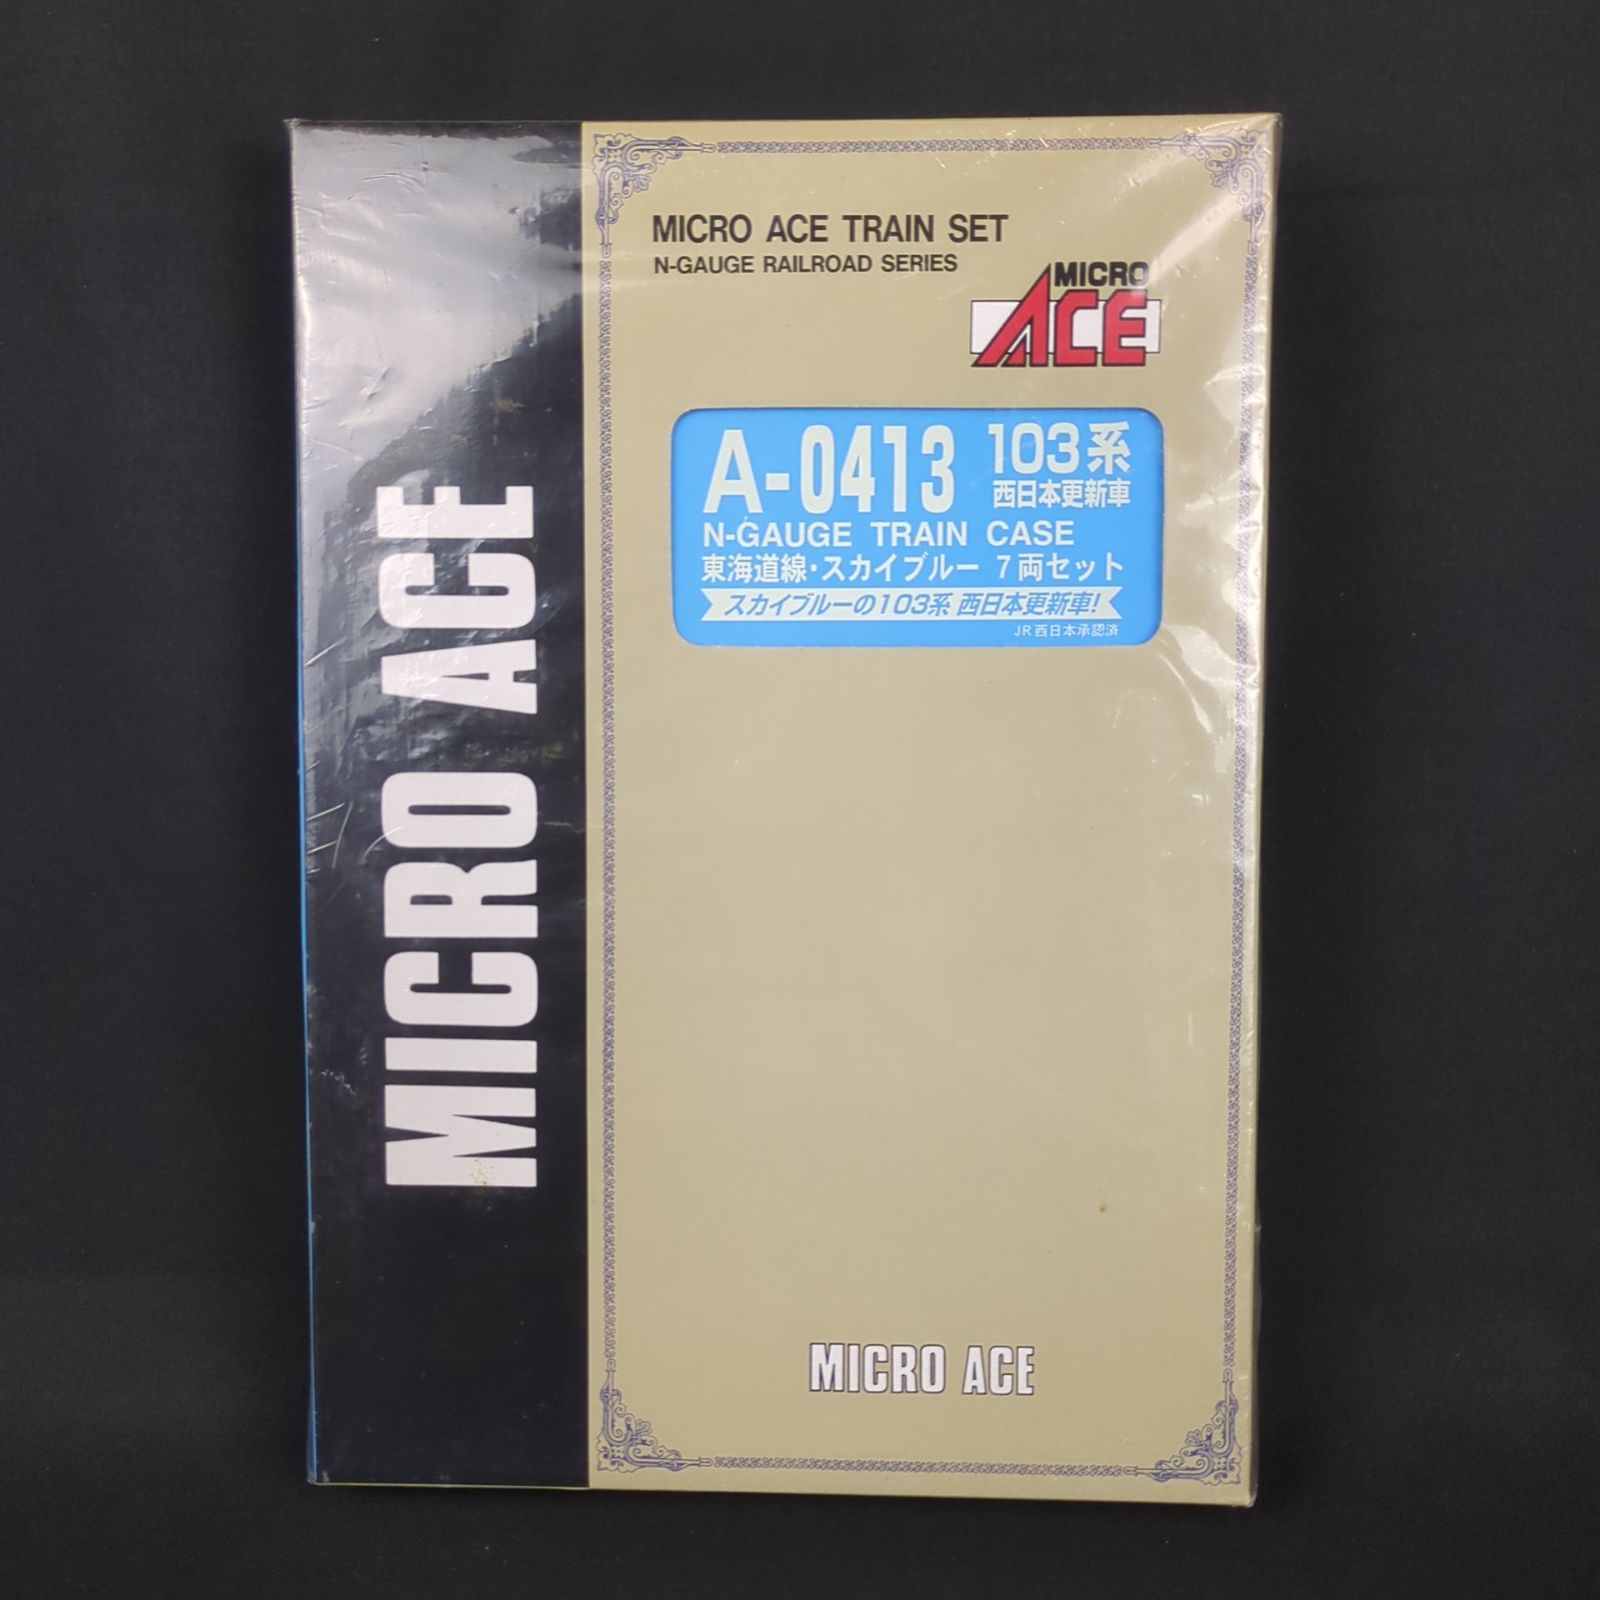 MICRO ACE TRAIN SET
N-GAUGE RAILROAD SERIES
MICRO
ACE
A-0413 103系
西日本更新車
N-GAUGE TRAIN CASE
東海道線・スカイブルー 7両セット
スカイブルーの103系 西日本更新車!
JR西日本承認済
MICRO ACE
MICRO ACE